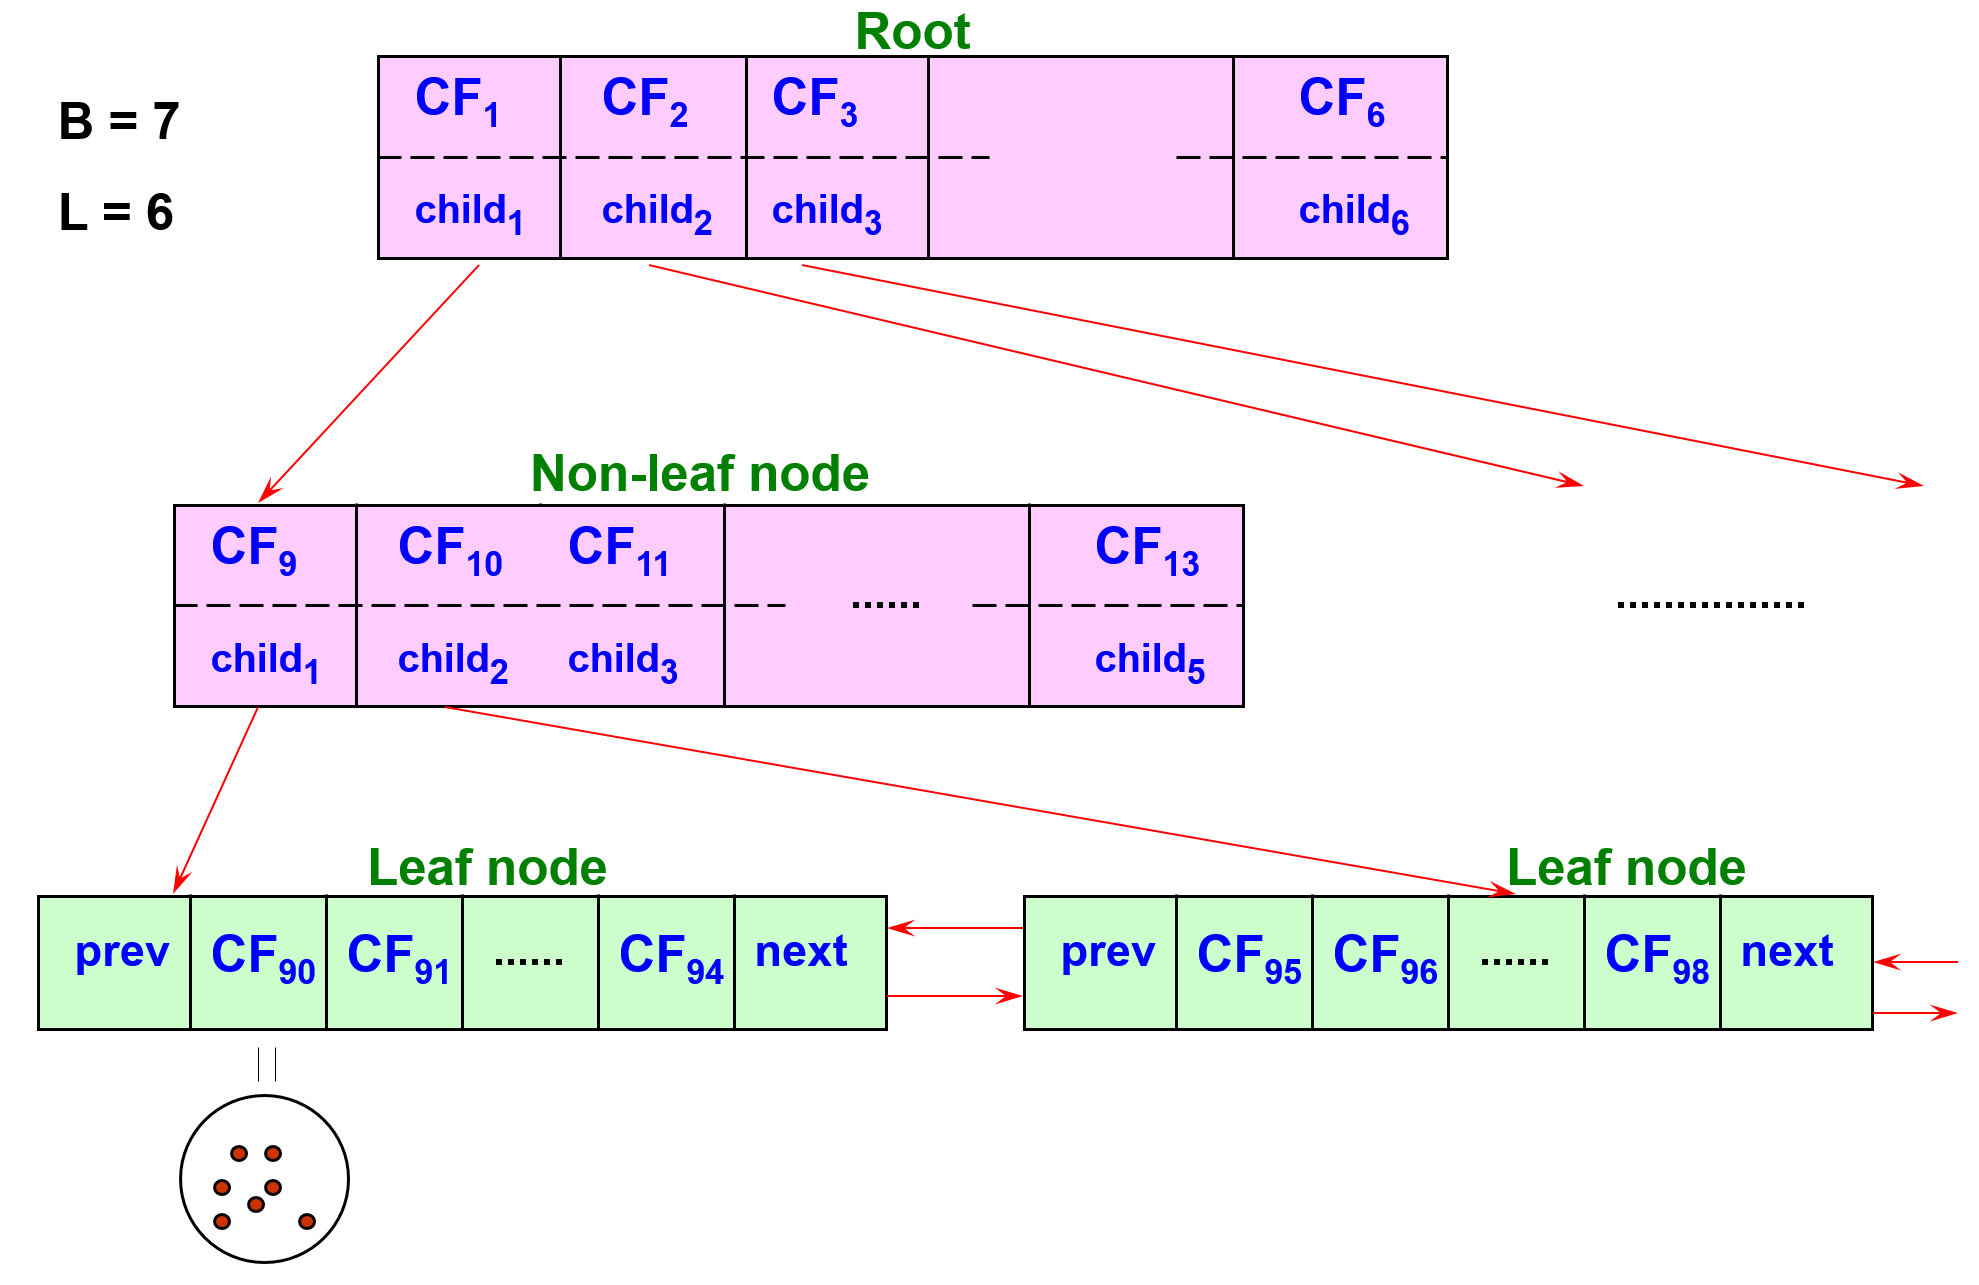 Root
B = 7
L = 6
CF1 CF2 CF3 CF6
child1 child2 child3 child6
Non-leaf node
CF9 CF10 CF11 ...... CF13
child1 child2 child3 child5
................
Leaf node Leaf node
prev CF90 CF91 ...... CF94 next prev CF95 CF96 ...... CF98 next